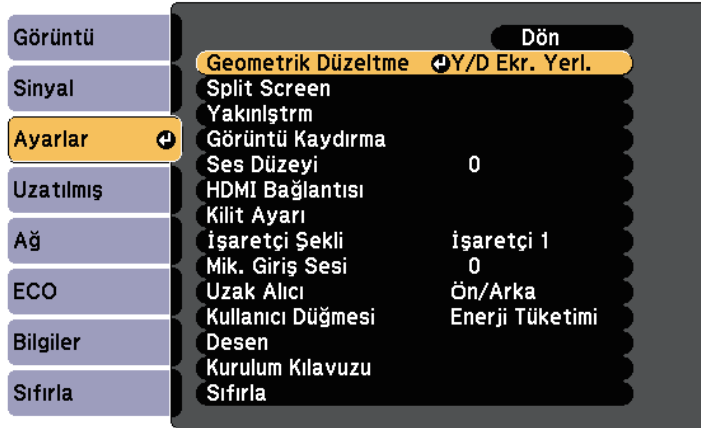 Görüntü
Sinyal
Ayarlar
Uzatılmış
Ağ
ECO
Bilgiler
Sıfırla
Dön
Geometrik Düzeltme Y/D Ekr. Yerl.
Split Screen
Yakınlştrm
Görüntü Kaydırma
Ses Düzeyi 0
HDMI Bağlantısı
Kilit Ayarı
İşaretçi Şekli İşaretçi 1
Mik. Giriş Sesi 0
Uzak Alıcı Ön/Arka
Kullanıcı Düğmesi Enerji Tüketimi
Desen
Kurulum Kılavuzu
Sıfırla